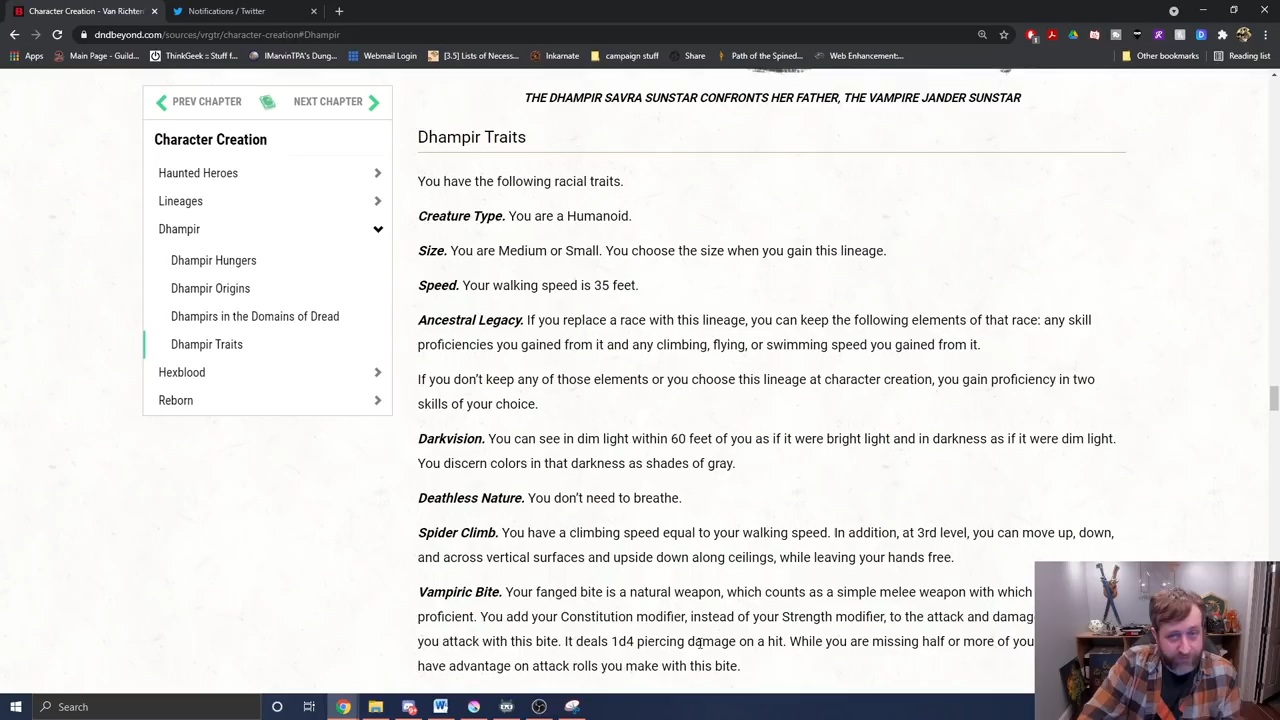 Character Creation - Van Richten
Notifications / Twitter
dndbeyond.com/sources/vrgtr/character-creation#Dhampir
Apps
Main Page - Guild...
ThinkGeek :: Stuff f...
IMarvinTPA's Dung...
Webmail Login
[3.5] Lists of Necess...
Inkarnate
campaign stuff
Share
Path of the Spined...
Web Enhancement:...
Other bookmarks
Reading list
PREV CHAPTER
NEXT CHAPTER
Character Creation
Haunted Heroes
Lineages
Dhampir
Dhampir Hungers
Dhampir Origins
Dhampirs in the Domains of Dread
Dhampir Traits
Hexblood
Reborn
THE DHAMPIR SAVRA SUNSTAR CONFRONTS HER FATHER, THE VAMPIRE JANDER SUNSTAR
Dhampir Traits
You have the following racial traits.
Creature Type. You are a Humanoid.
Size. You are Medium or Small. You choose the size when you gain this lineage.
Speed. Your walking speed is 35 feet.
Ancestral Legacy. If you replace a race with this lineage, you can keep the following elements of that race: any skill
proficiencies you gained from it and any climbing, flying, or swimming speed you gained from it.
If you don't keep any of those elements or you choose this lineage at character creation, you gain proficiency in two
skills of your choice.
Darkvision. You can see in dim light within 60 feet of you as if it were bright light and in darkness as if it were dim light.
You discern colors in that darkness as shades of gray.
Deathless Nature. You don't need to breathe.
Spider Climb. You have a climbing speed equal to your walking speed. In addition, at 3rd level, you can move up, down,
and across vertical surfaces and upside down along ceilings, while leaving your hands free.
Vampiric Bite. Your fanged bite is a natural weapon, which counts as a simple melee weapon with which
proficient. You add your Constitution modifier, instead of your Strength modifier, to the attack and damag
you attack with this bite. It deals 1d4 piercing damage on a hit. While you are missing half or more of you
have advantage on attack rolls you make with this bite.
Search